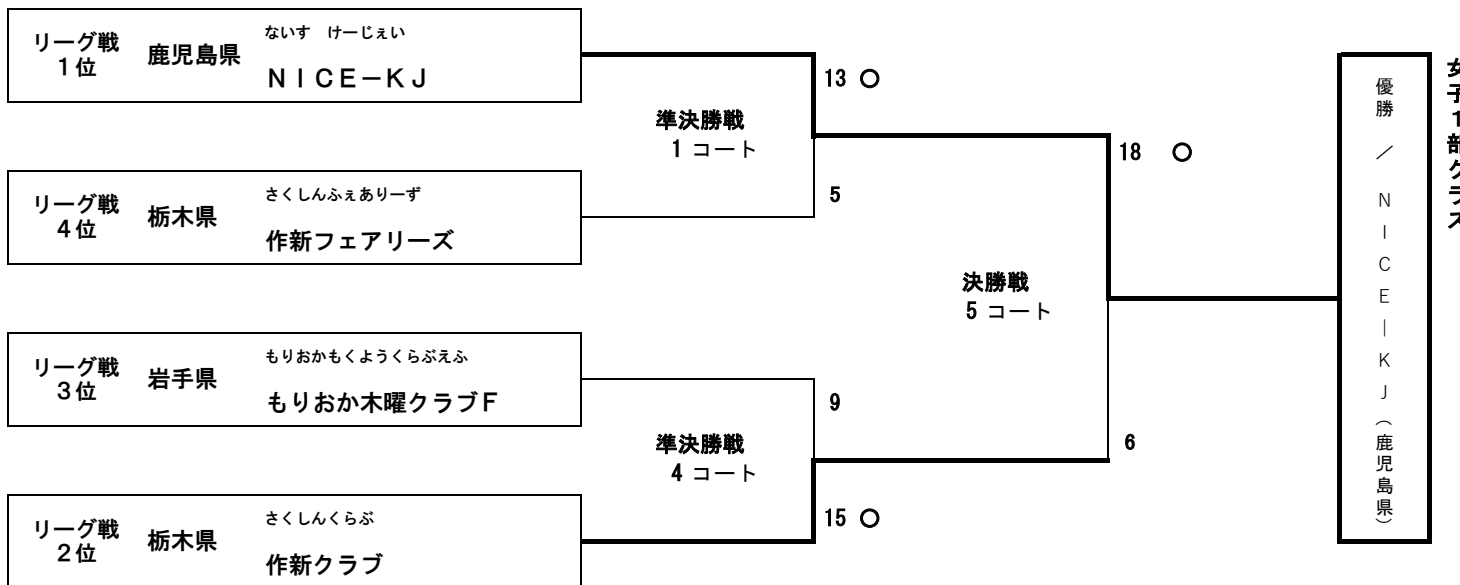 リーグ戦
1位
鹿児島県
ないす けーじぇい
NICE－KJ
リーグ戦
4位
栃木県
さくしんふぇありーず
作新フェアリーズ
リーグ戦
3位
岩手県
もりおかもくようくらぶえふ
もりおか木曜クラブF
リーグ戦
2位
栃木県
さくしんくらぶ
作新クラブ
準決勝戦
1 コート
13 ○
5
準決勝戦
4 コート
9
15 ○
決勝戦
5 コート
18 ○
6
優勝 ／ NICE－KJ（鹿児島県）
女子1部クラス